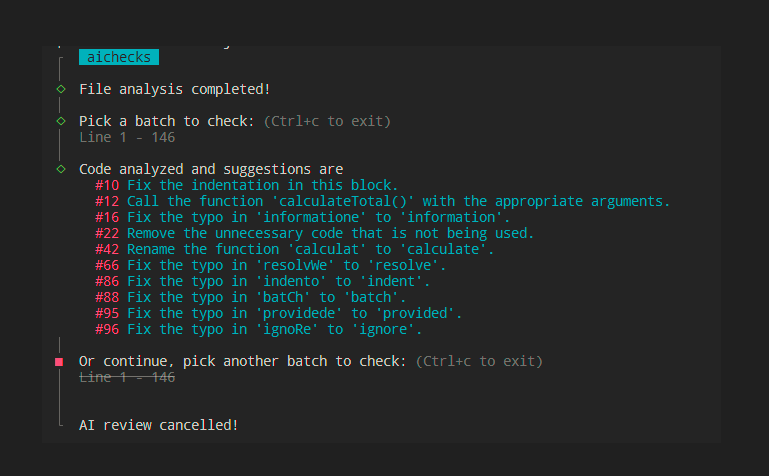 aichecks
File analysis completed!
Pick a batch to check: (Ctrl+c to exit)
Line 1 - 146
Code analyzed and suggestions are
#10 Fix the indentation in this block.
#12 Call the function 'calculateTotal()' with the appropriate arguments.
#16 Fix the typo in 'informatione' to 'information'.
#22 Remove the unnecessary code that is not being used.
#42 Rename the function 'calculat' to 'calculate'.
#66 Fix the typo in 'resolvWe' to 'resolve'.
#86 Fix the typo in 'indento' to 'indent'.
#88 Fix the typo in 'batCh' to 'batch'.
#95 Fix the typo in 'providede' to 'provided'.
#96 Fix the typo in 'ignoRe' to 'ignore'.
Or continue, pick another batch to check: (Ctrl+c to exit)
Line 1 - 146
AI review cancelled!